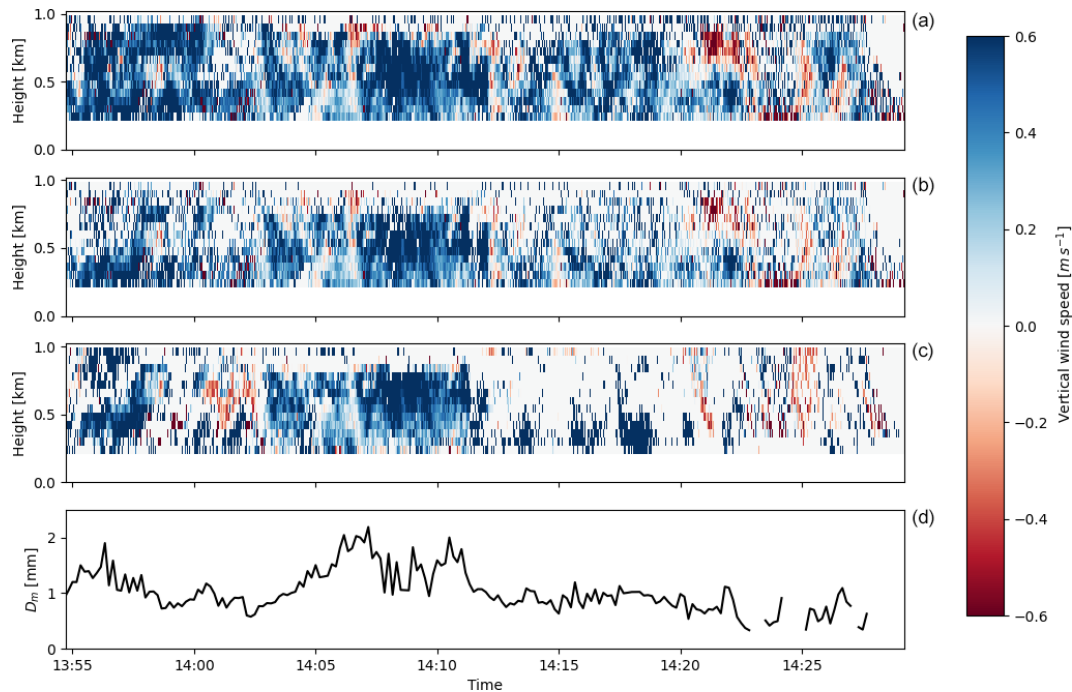 (a)
1.0
0.5
0.0
Height [km]
(b)
1.0
0.5
0.0
Height [km]
(c)
1.0
0.5
0.0
Height [km]
(d)
2
1
0
D_m [mm]
13:55 14:00 14:05 14:10 14:15 14:20 14:25
Time
0.6
0.4
0.2
0.0
−0.2
−0.4
−0.6
Vertical wind speed [m s⁻¹]